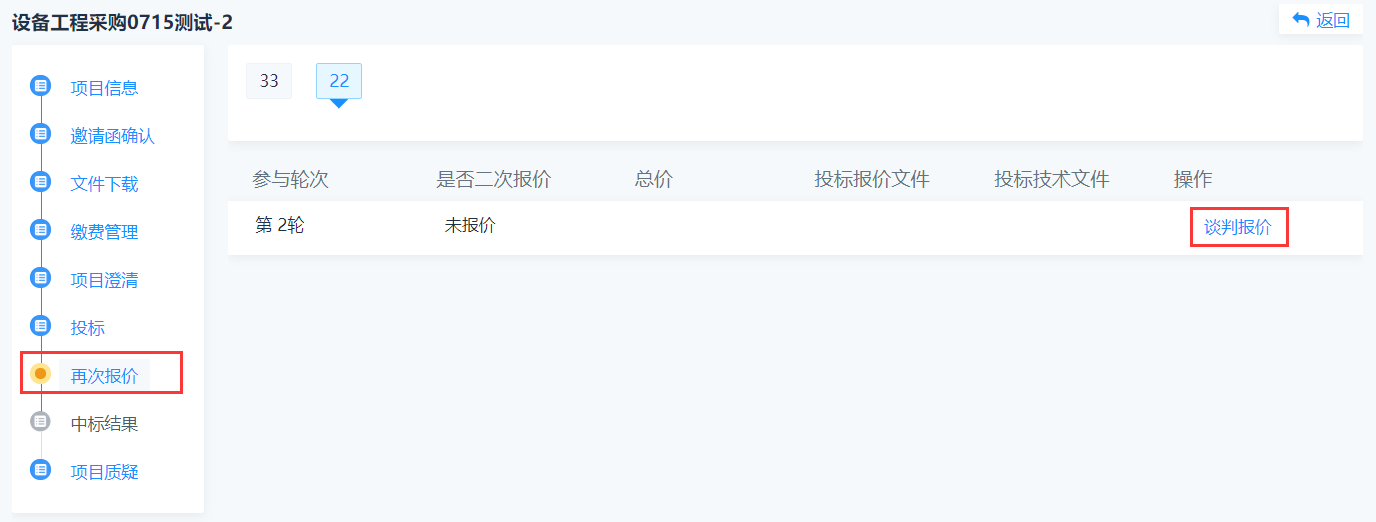 设备工程采购0715测试-2
返回
项目信息
邀请函确认
文件下载
缴费管理
项目澄清
投标
再次报价
中标结果
项目质疑
33 22
参与轮次 是否二次报价 总价 投标报价文件 投标技术文件 操作
第 2轮 未报价 谈判报价